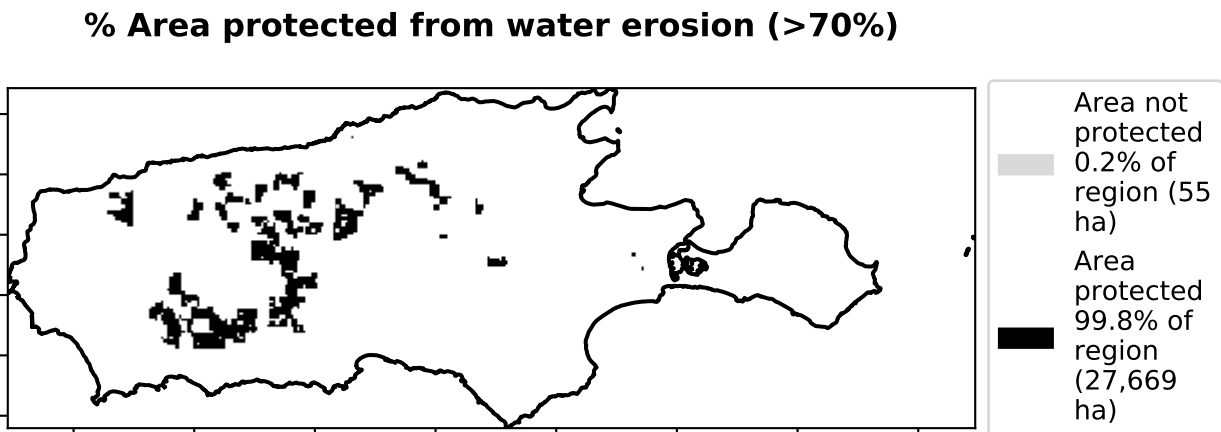 % Area protected from water erosion (>70%)
Area not
protected
0.2% of
region (55
ha)
Area
protected
99.8% of
region
(27,669
ha)